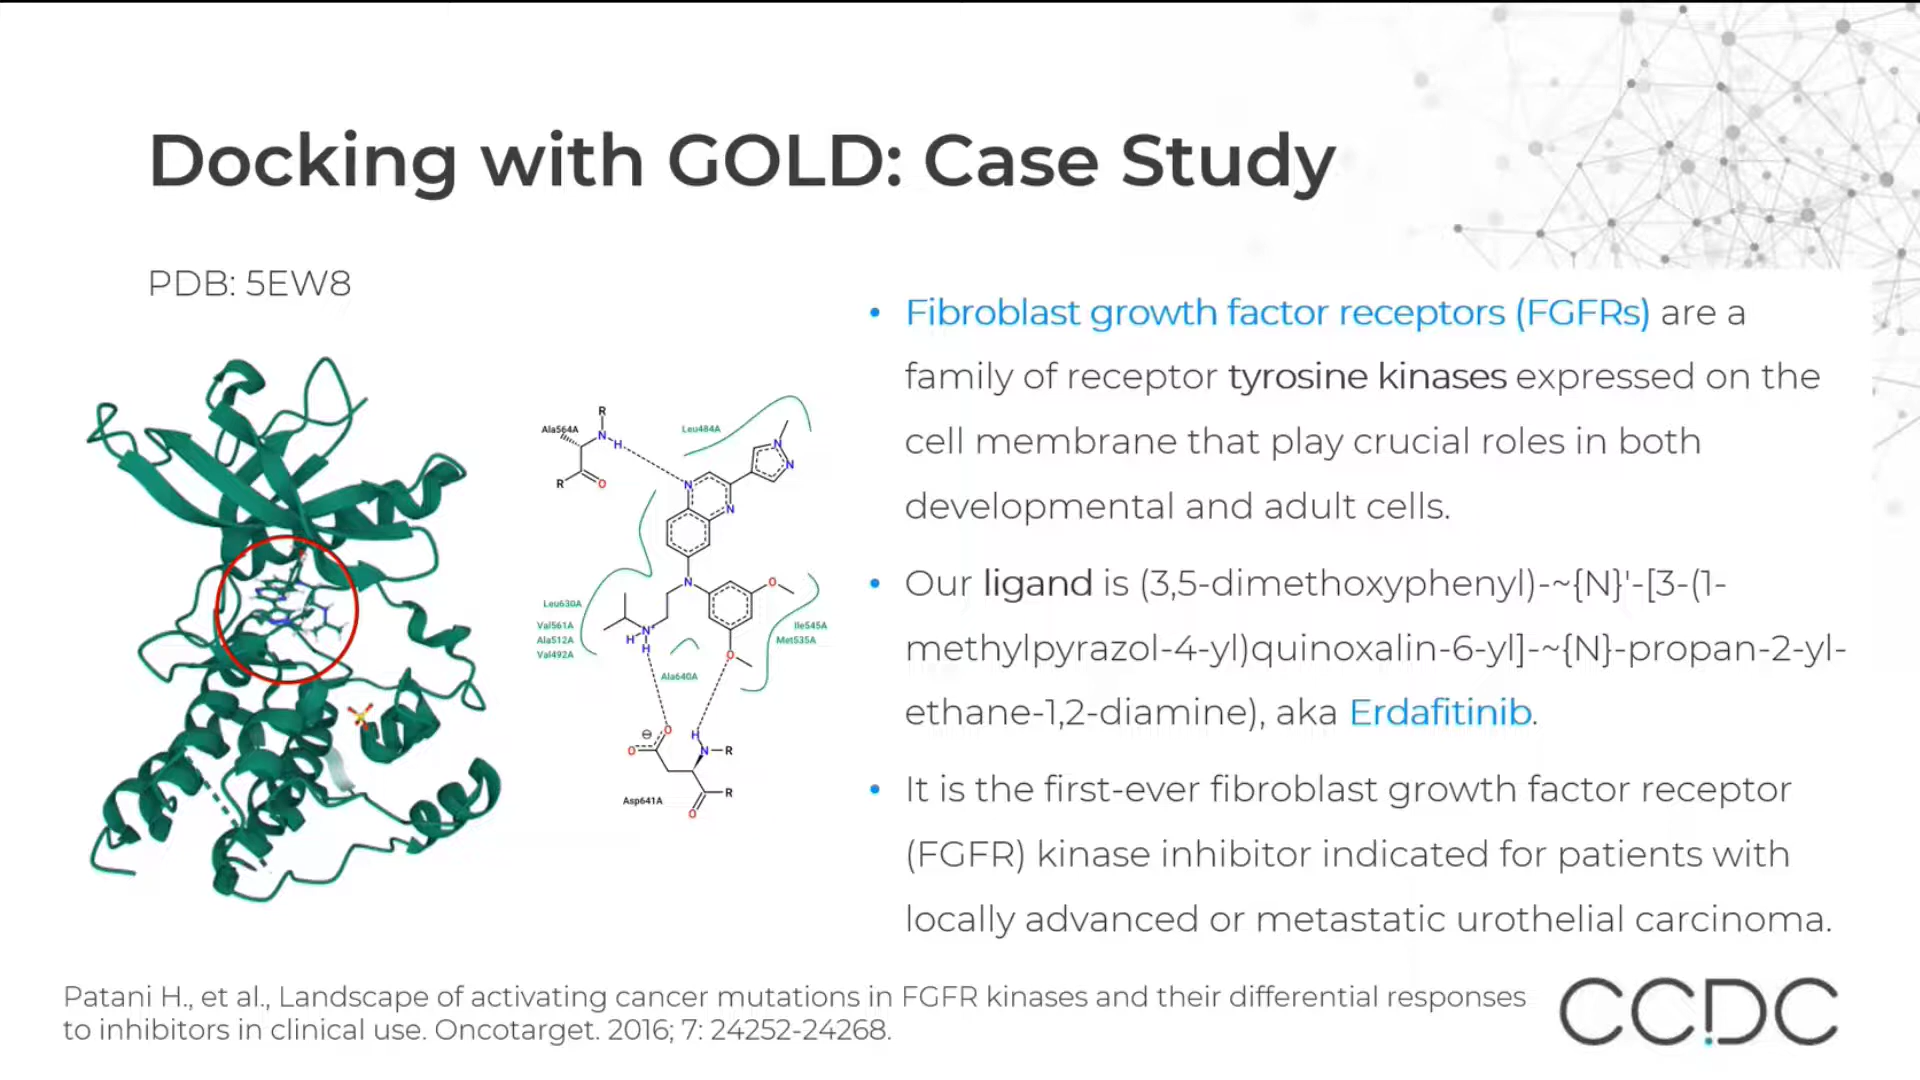 Docking with GOLD: Case Study
PDB: 5EW8
Ala564A
R
N
H
R
O
Leu484A
N
N
N
N
N
O
O
N+
H
H
Leu630A
Val561A
Ala512A
Val492A
Ile545A
Met535A
Ala640A
⊖
O
O
H
N
R
R
O
Asp641A
• Fibroblast growth factor receptors (FGFRs) are a
family of receptor tyrosine kinases expressed on the
cell membrane that play crucial roles in both
developmental and adult cells.
• Our ligand is (3,5-dimethoxyphenyl)-~{N}'-[3-(1-
methylpyrazol-4-yl)quinoxalin-6-yl]-~{N}-propan-2-yl-
ethane-1,2-diamine), aka Erdafitinib.
• It is the first-ever fibroblast growth factor receptor
(FGFR) kinase inhibitor indicated for patients with
locally advanced or metastatic urothelial carcinoma.
Patani H., et al., Landscape of activating cancer mutations in FGFR kinases and their differential responses
to inhibitors in clinical use. Oncotarget. 2016; 7: 24252-24268.
CCDC